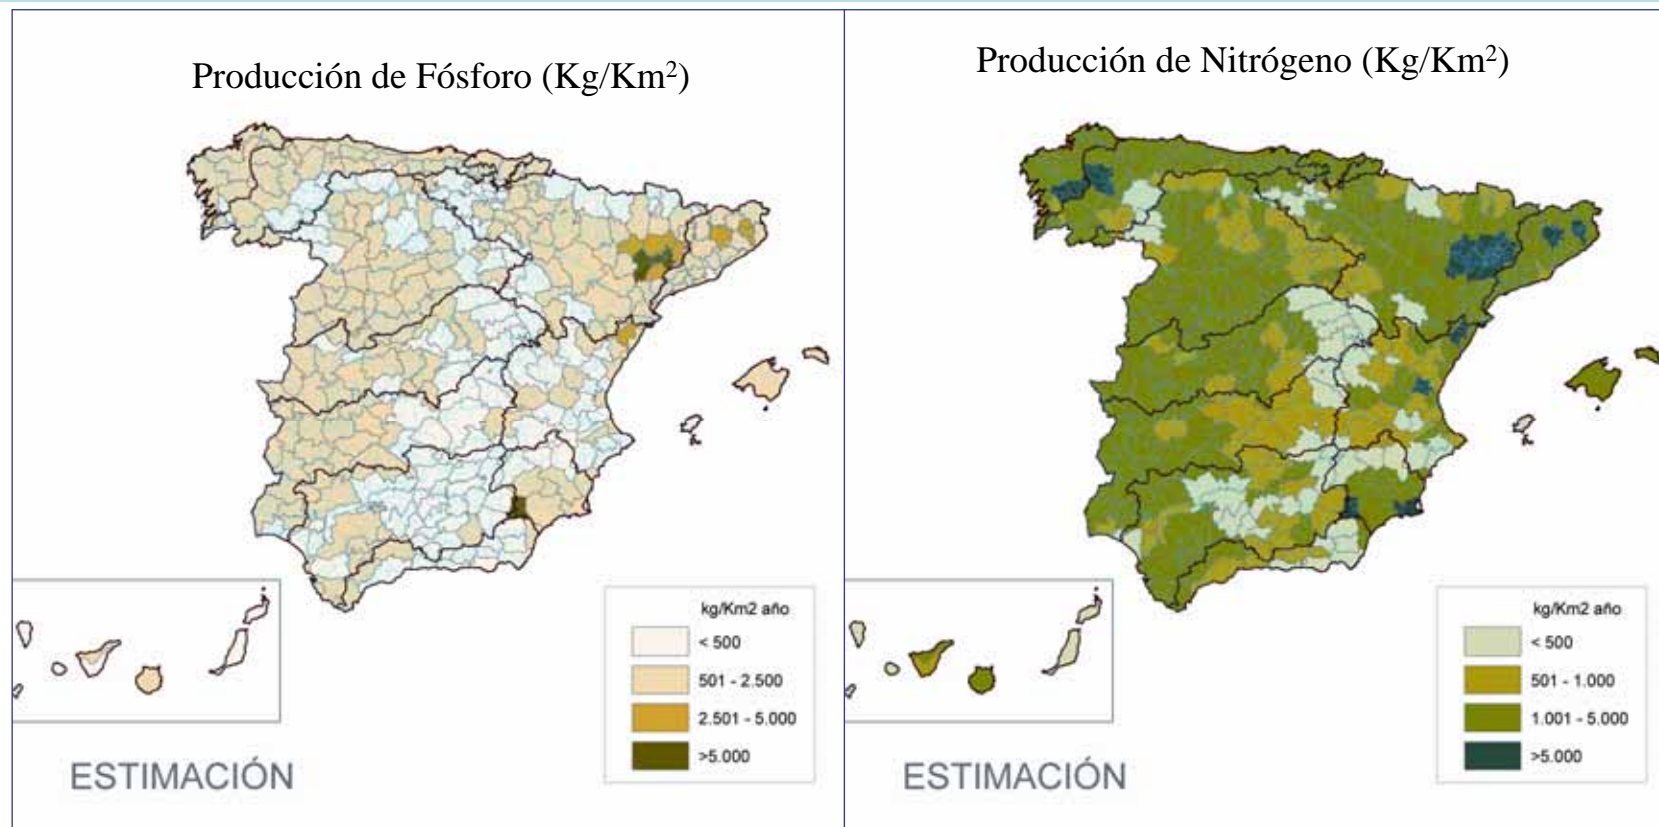 Producción de Fósforo (Kg/Km²)
kg/Km2 año
< 500
501 - 2.500
2.501 - 5.000
>5.000
ESTIMACIÓN
Producción de Nitrógeno (Kg/Km²)
kg/Km2 año
< 500
501 - 1.000
1.001 - 5.000
>5.000
ESTIMACIÓN